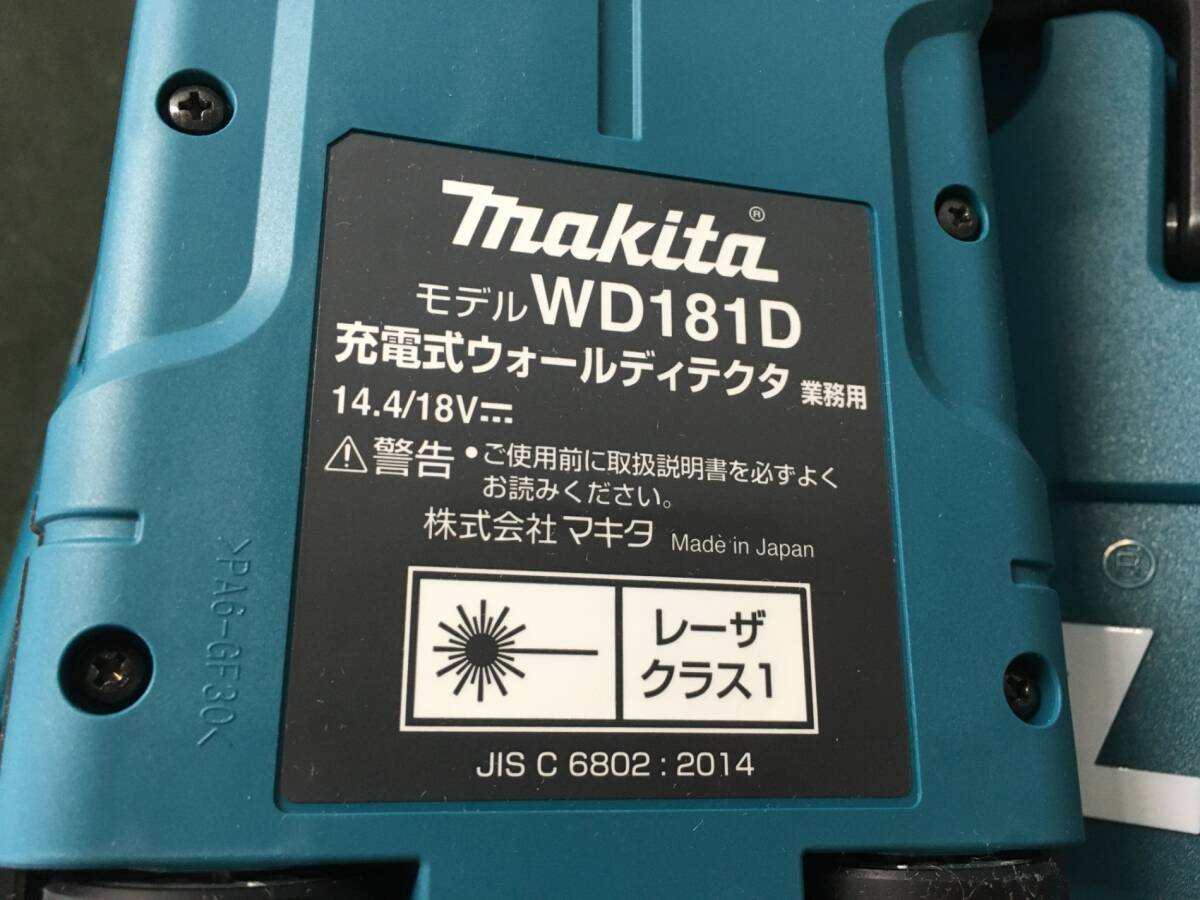 makita®
モデル WD181D
充電式ウォールディテクタ 業務用
14.4/18V
警告 •ご使用前に取扱説明書を必ずよく
お読みください。
株式会社 マキタ Made in Japan
レーザ
クラス1
JIS C 6802 : 2014
>PA6-GF30<
®